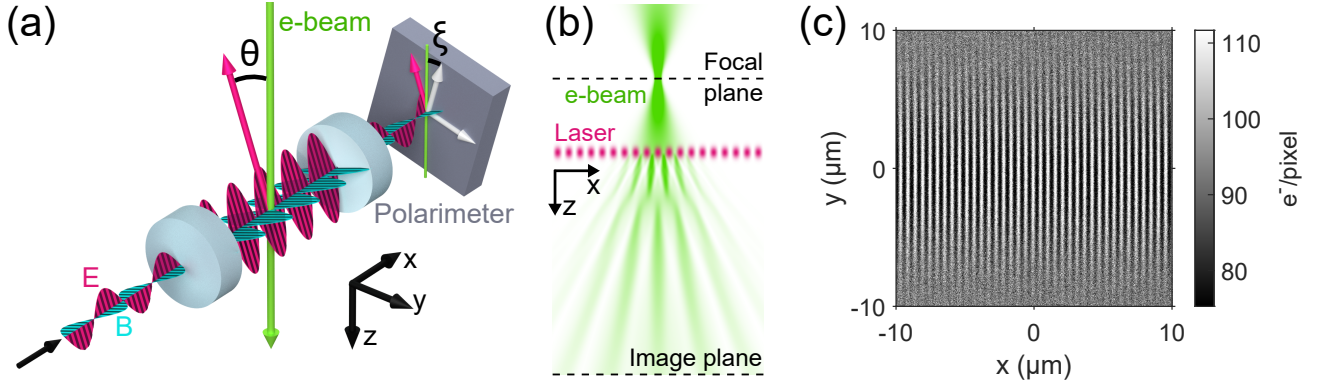 (a)
e-beam
θ
ξ
Polarimeter
E
B
x
y
z
(b)
Focal
plane
e-beam
Laser
x
z
Image plane
(c)
10
0
-10
y (μm)
-10
0
10
x (μm)
110
100
90
80
e⁻/pixel